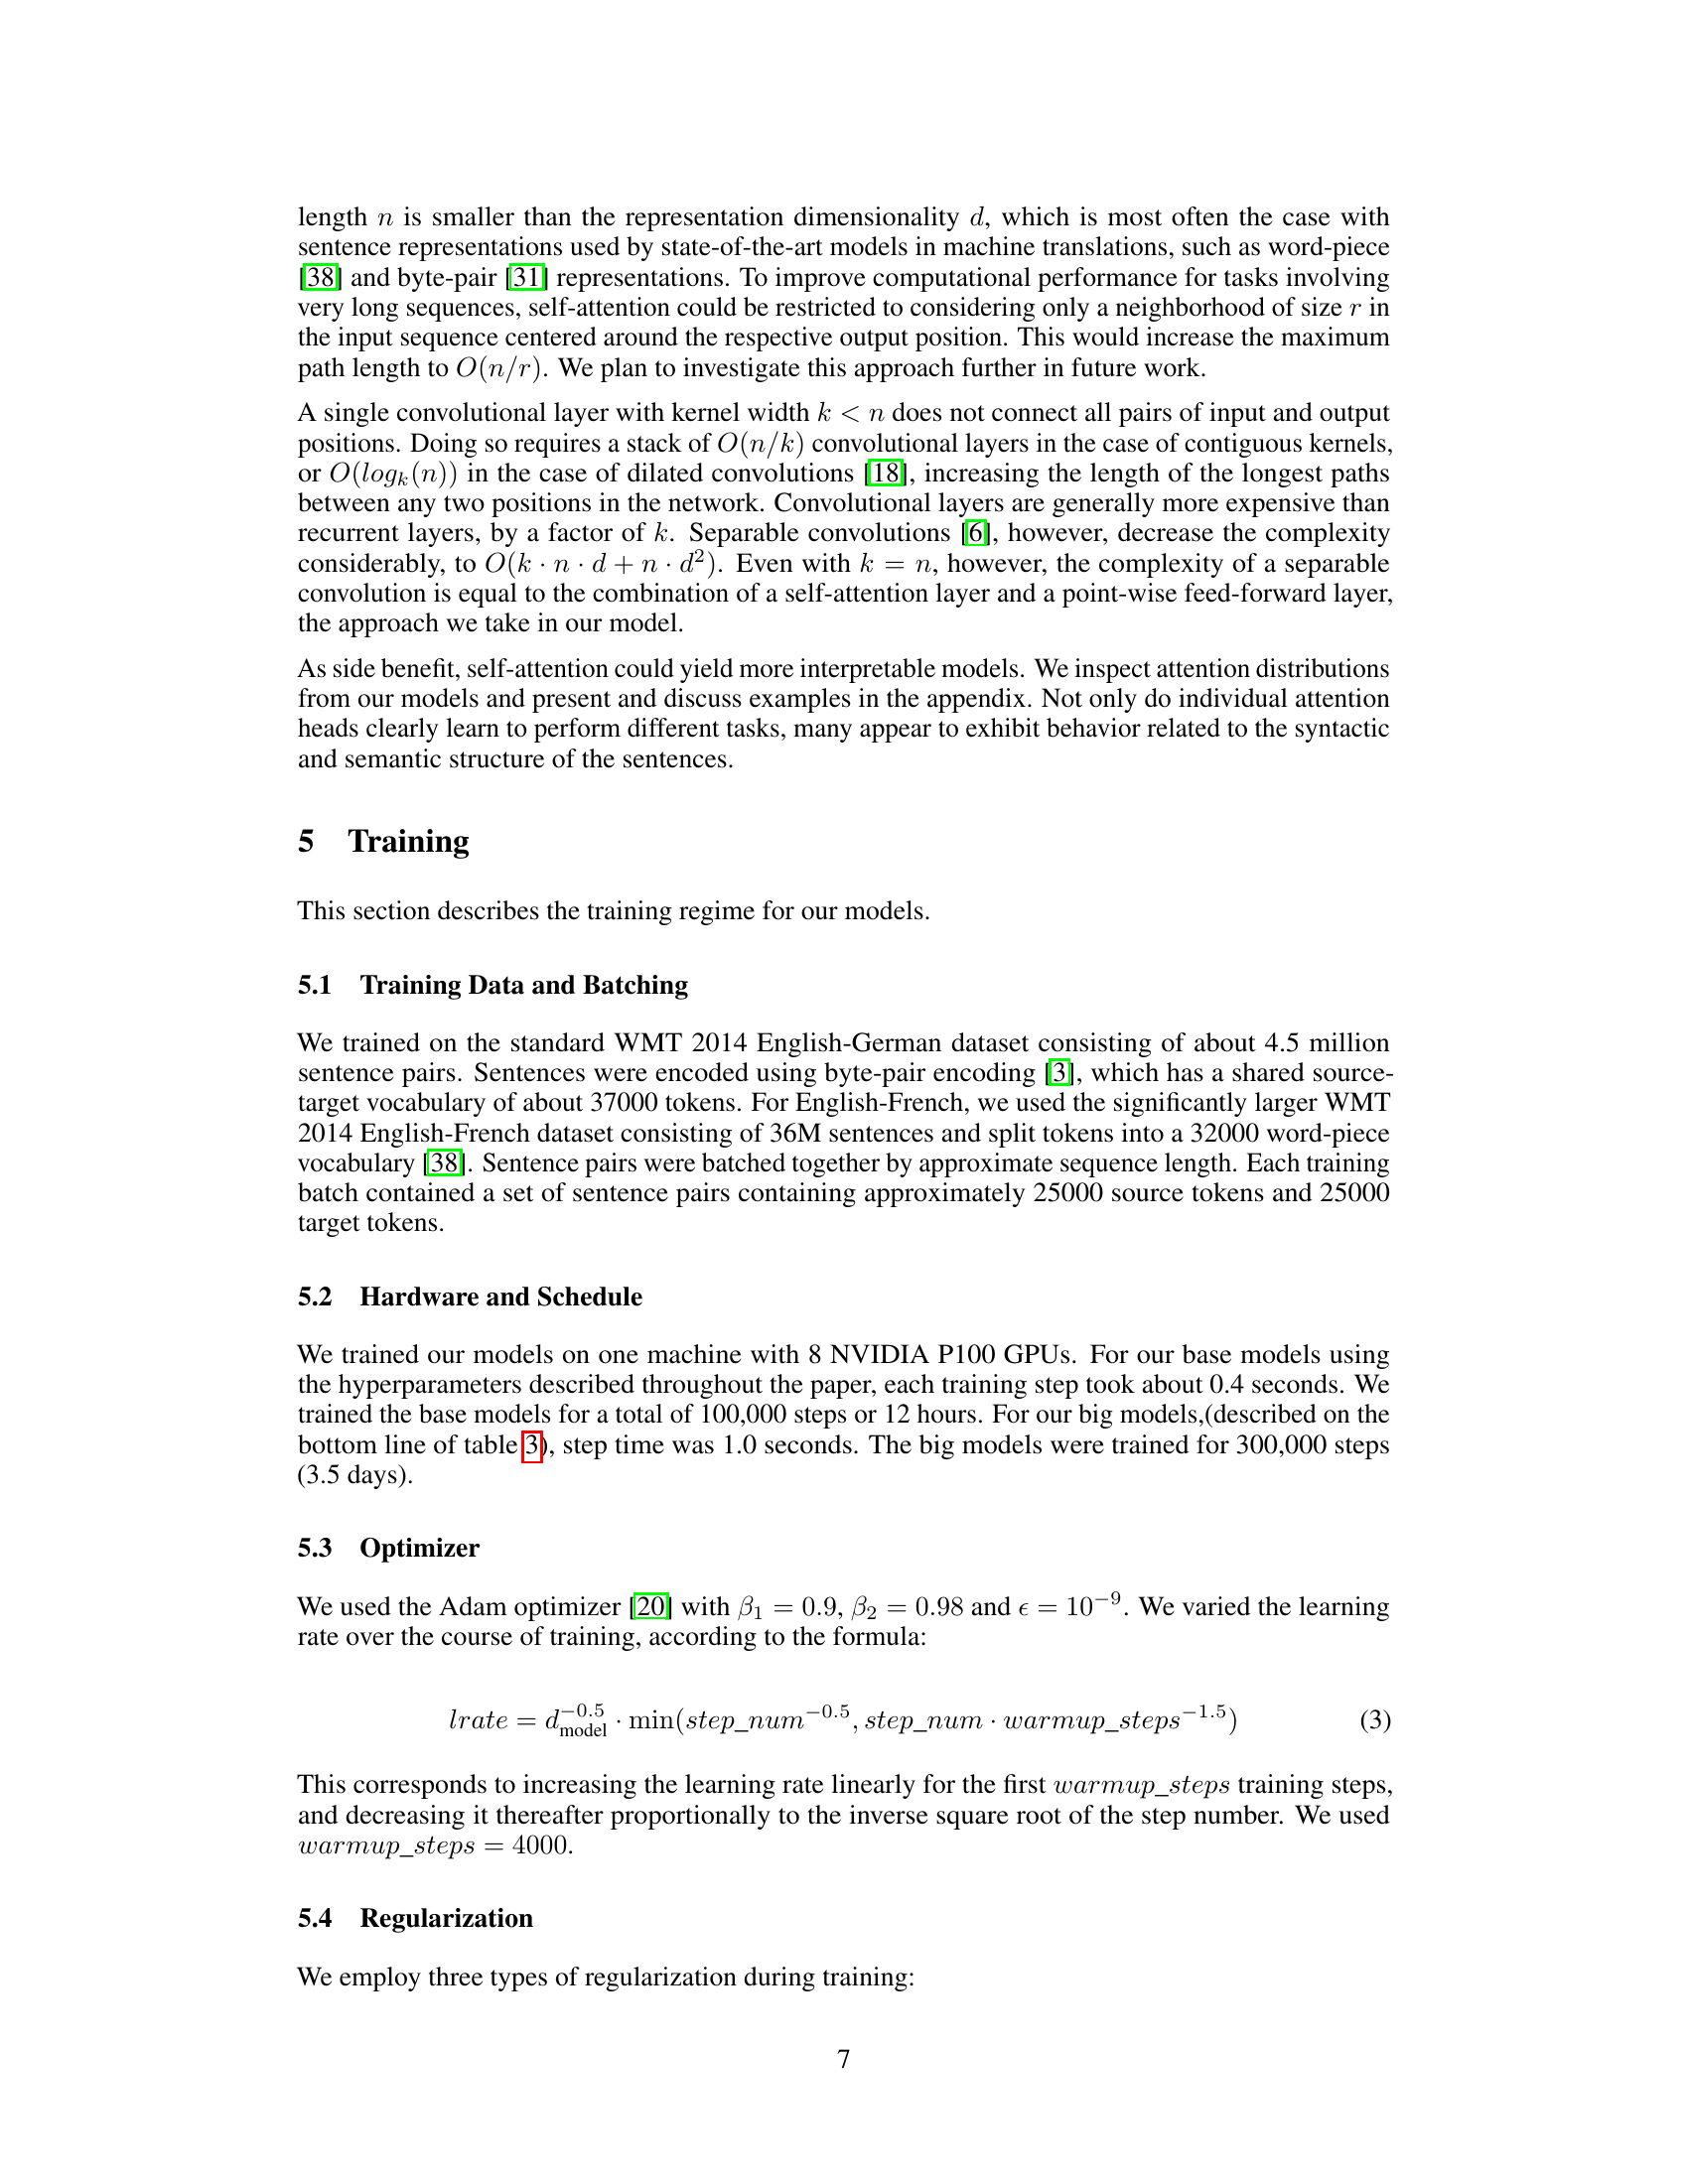 length n is smaller than the representation dimensionality d, which is most often the case with
sentence representations used by state-of-the-art models in machine translations, such as word-piece
[38] and byte-pair [31] representations. To improve computational performance for tasks involving
very long sequences, self-attention could be restricted to considering only a neighborhood of size r in
the input sequence centered around the respective output position. This would increase the maximum
path length to O(n/r). We plan to investigate this approach further in future work.
A single convolutional layer with kernel width k < n does not connect all pairs of input and output
positions. Doing so requires a stack of O(n/k) convolutional layers in the case of contiguous kernels,
or O(logₖ(n)) in the case of dilated convolutions [18], increasing the length of the longest paths
between any two positions in the network. Convolutional layers are generally more expensive than
recurrent layers, by a factor of k. Separable convolutions [6], however, decrease the complexity
considerably, to O(k · n · d + n · d²). Even with k = n, however, the complexity of a separable
convolution is equal to the combination of a self-attention layer and a point-wise feed-forward layer,
the approach we take in our model.
As side benefit, self-attention could yield more interpretable models. We inspect attention distributions
from our models and present and discuss examples in the appendix. Not only do individual attention
heads clearly learn to perform different tasks, many appear to exhibit behavior related to the syntactic
and semantic structure of the sentences.
5 Training
This section describes the training regime for our models.
5.1 Training Data and Batching
We trained on the standard WMT 2014 English-German dataset consisting of about 4.5 million
sentence pairs. Sentences were encoded using byte-pair encoding [3], which has a shared source-
target vocabulary of about 37000 tokens. For English-French, we used the significantly larger WMT
2014 English-French dataset consisting of 36M sentences and split tokens into a 32000 word-piece
vocabulary [38]. Sentence pairs were batched together by approximate sequence length. Each training
batch contained a set of sentence pairs containing approximately 25000 source tokens and 25000
target tokens.
5.2 Hardware and Schedule
We trained our models on one machine with 8 NVIDIA P100 GPUs. For our base models using
the hyperparameters described throughout the paper, each training step took about 0.4 seconds. We
trained the base models for a total of 100,000 steps or 12 hours. For our big models,(described on the
bottom line of table 3), step time was 1.0 seconds. The big models were trained for 300,000 steps
(3.5 days).
5.3 Optimizer
We used the Adam optimizer [20] with β₁ = 0.9, β₂ = 0.98 and ϵ = 10⁻⁹. We varied the learning
rate over the course of training, according to the formula:
lrate = d_model^−0.5 · min(step_num^−0.5, step_num · warmup_steps^−1.5) (3)
This corresponds to increasing the learning rate linearly for the first warmup_steps training steps,
and decreasing it thereafter proportionally to the inverse square root of the step number. We used
warmup_steps = 4000.
5.4 Regularization
We employ three types of regularization during training:
7